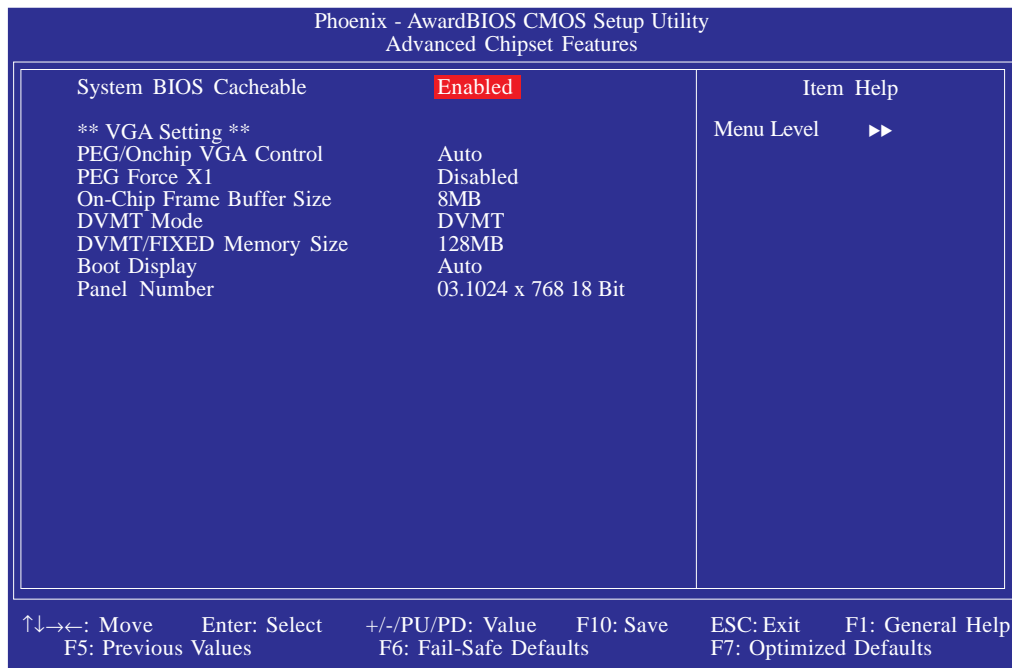 Phoenix - AwardBIOS CMOS Setup Utility
Advanced Chipset Features
System BIOS Cacheable Enabled
** VGA Setting **
PEG/Onchip VGA Control Auto
PEG Force X1 Disabled
On-Chip Frame Buffer Size 8MB
DVMT Mode DVMT
DVMT/FIXED Memory Size 128MB
Boot Display Auto
Panel Number 03.1024 x 768 18 Bit
Item Help
Menu Level ▶▶
↑↓→←: Move Enter: Select +/-/PU/PD: Value F10: Save ESC: Exit F1: General Help
F5: Previous Values F6: Fail-Safe Defaults F7: Optimized Defaults